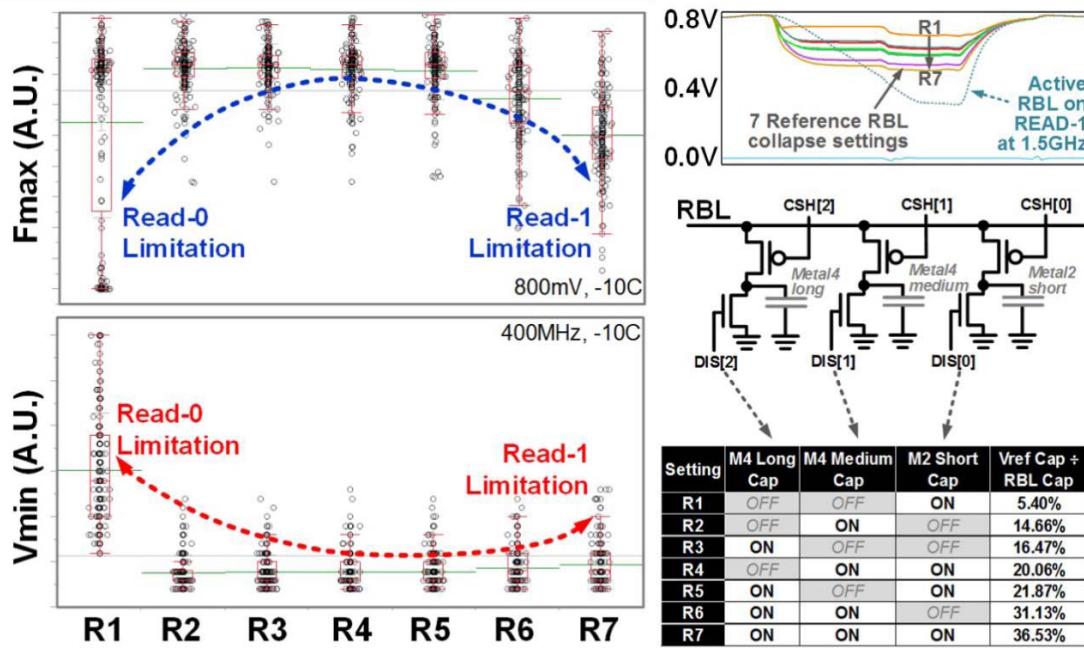 Fmax (A.U.)
Read-0
Limitation
Read-1
Limitation
800mV, -10C
Vmin (A.U.)
400MHz, -10C
Read-0
Limitation
Read-1
Limitation
R1 R2 R3 R4 R5 R6 R7
0.8V
0.4V
0.0V
R1
R7
7 Reference RBL
collapse settings
Active
RBL on
READ-1
at 1.5GHz
RBL
CSH[2] CSH[1] CSH[0]
Metal4
long
Metal4
medium
Metal2
short
DIS[2] DIS[1] DIS[0]
Setting M4 Long Cap M4 Medium Cap M2 Short Cap Vref Cap ÷ RBL Cap
R1 OFF OFF ON 5.40%
R2 OFF ON OFF 14.66%
R3 ON OFF OFF 16.47%
R4 OFF ON ON 20.06%
R5 ON OFF ON 21.87%
R6 ON ON OFF 31.13%
R7 ON ON ON 36.53%